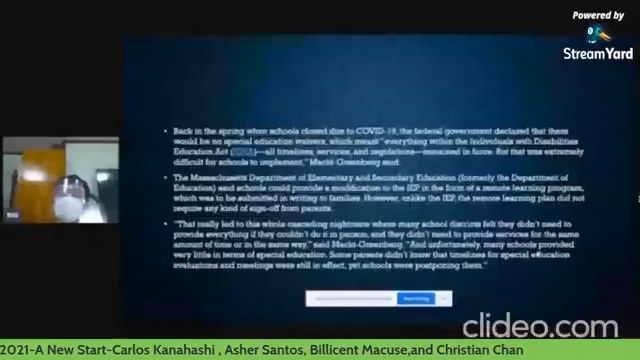 Powered by
StreamYard
• Back in the spring when schools closed due to COVID-19, the federal government declared that there
would be no special education waivers, which meant "everything within the Individuals with Disabilities
Education Act (IDEA)—all timelines, services, and regulations—remained in force. But that was extremely
difficult for schools to implement," Macht-Greenberg said.
• The Massachusetts Department of Elementary and Secondary Education (formerly the Department of
Education) said schools could provide a modification to the IEP in the form of a remote learning program,
which was to be submitted in writing to families. However, unlike the IEP, the remote learning plan did not
require any kind of sign-off from parents.
• "That really led to this whole cascading nightmare where many school districts felt they didn't need to
provide everything if they couldn't do it in person, and they didn't need to provide services for the same
amount of time or in the same way," said Macht-Greenberg. "And unfortunately, many schools provided
very little in terms of special education. Some parents didn't know that timelines for special education
evaluations and meetings were still in effect, yet schools were postponing them."
clideo.com
2021-A New Start-Carlos Kanahashi , Asher Santos, Billicent Macuse,and Christian Chan